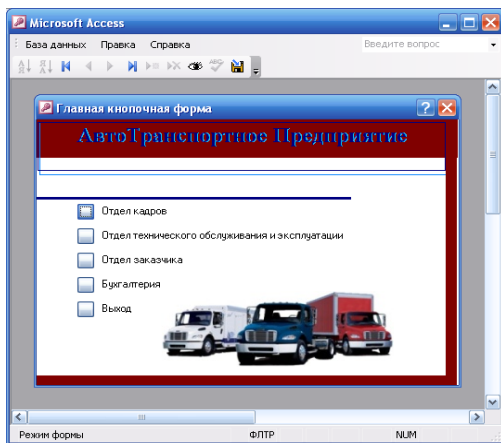 Microsoft Access
База данных Правка Справка Введите вопрос
Главная кнопочная форма
АвтоТранспортное Предприятие
Отдел кадров
Отдел технического обслуживания и эксплуатации
Отдел заказчика
Бухгалтерия
Выход
Режим формы ФЛТР NUM